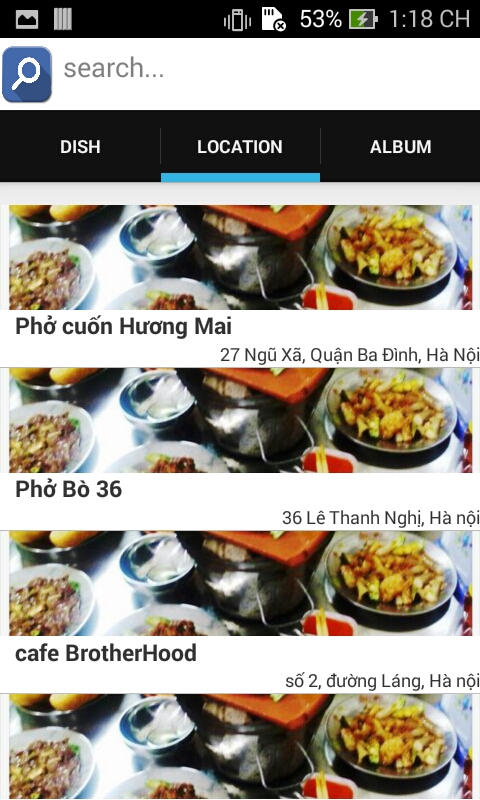 53% 1:18 CH
search...
DISH LOCATION ALBUM
Phở cuốn Hương Mai
27 Ngũ Xã, Quận Ba Đình, Hà Nội
Phở Bò 36
36 Lê Thanh Nghị, Hà nội
cafe BrotherHood
số 2, đường Láng, Hà nội